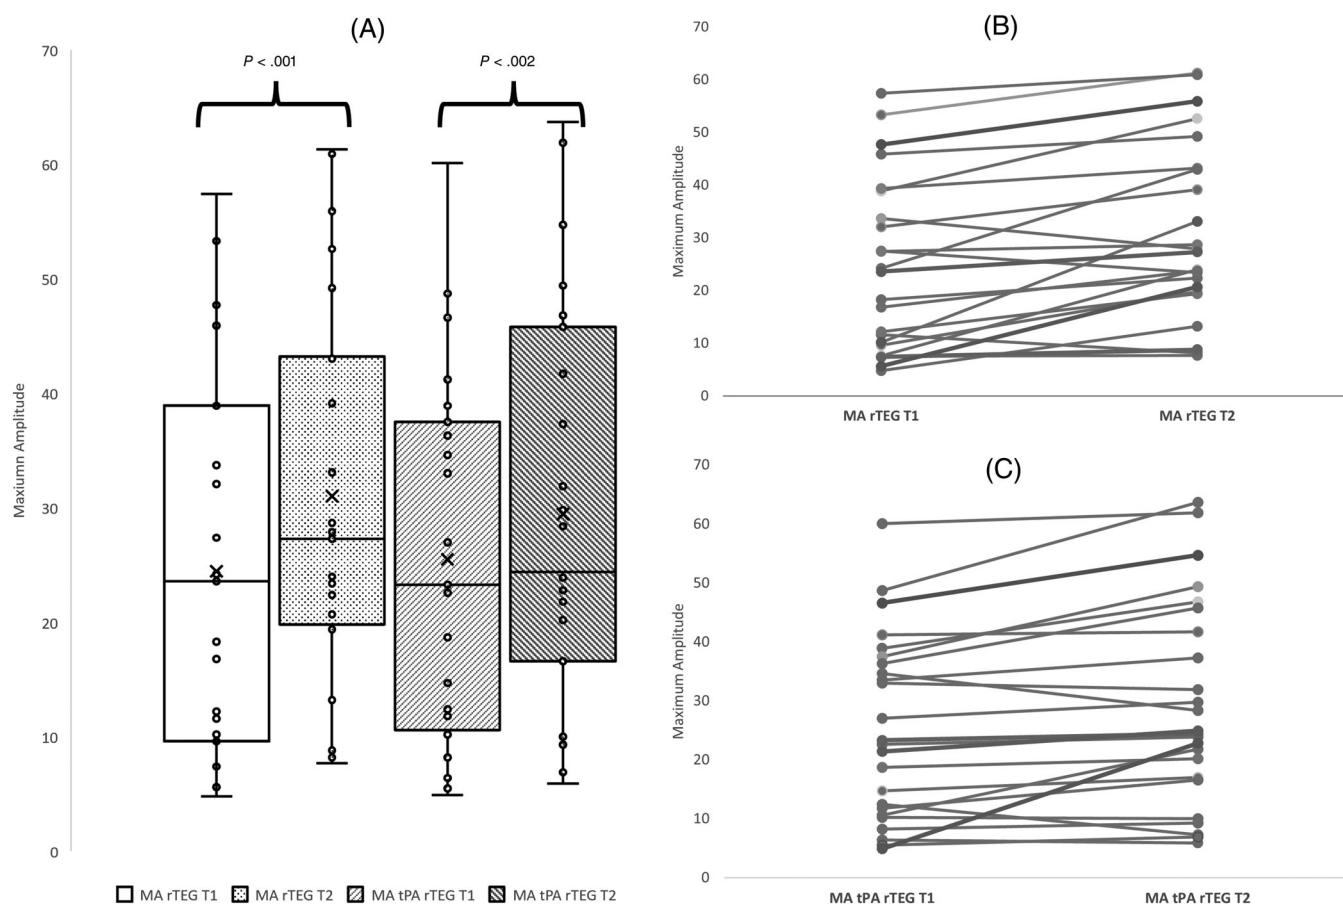 (A)
P < .001
P < .002
70
60
50
40
30
20
10
0
Maxiumn Amplitude
MA rTEG T1
MA rTEG T2
MA tPA rTEG T1
MA tPA rTEG T2
(B)
70
60
50
40
30
20
10
0
Maximum Amplitude
MA rTEG T1
MA rTEG T2
(C)
70
60
50
40
30
20
10
0
Maximum Amplitude
MA tPA rTEG T1
MA tPA rTEG T2